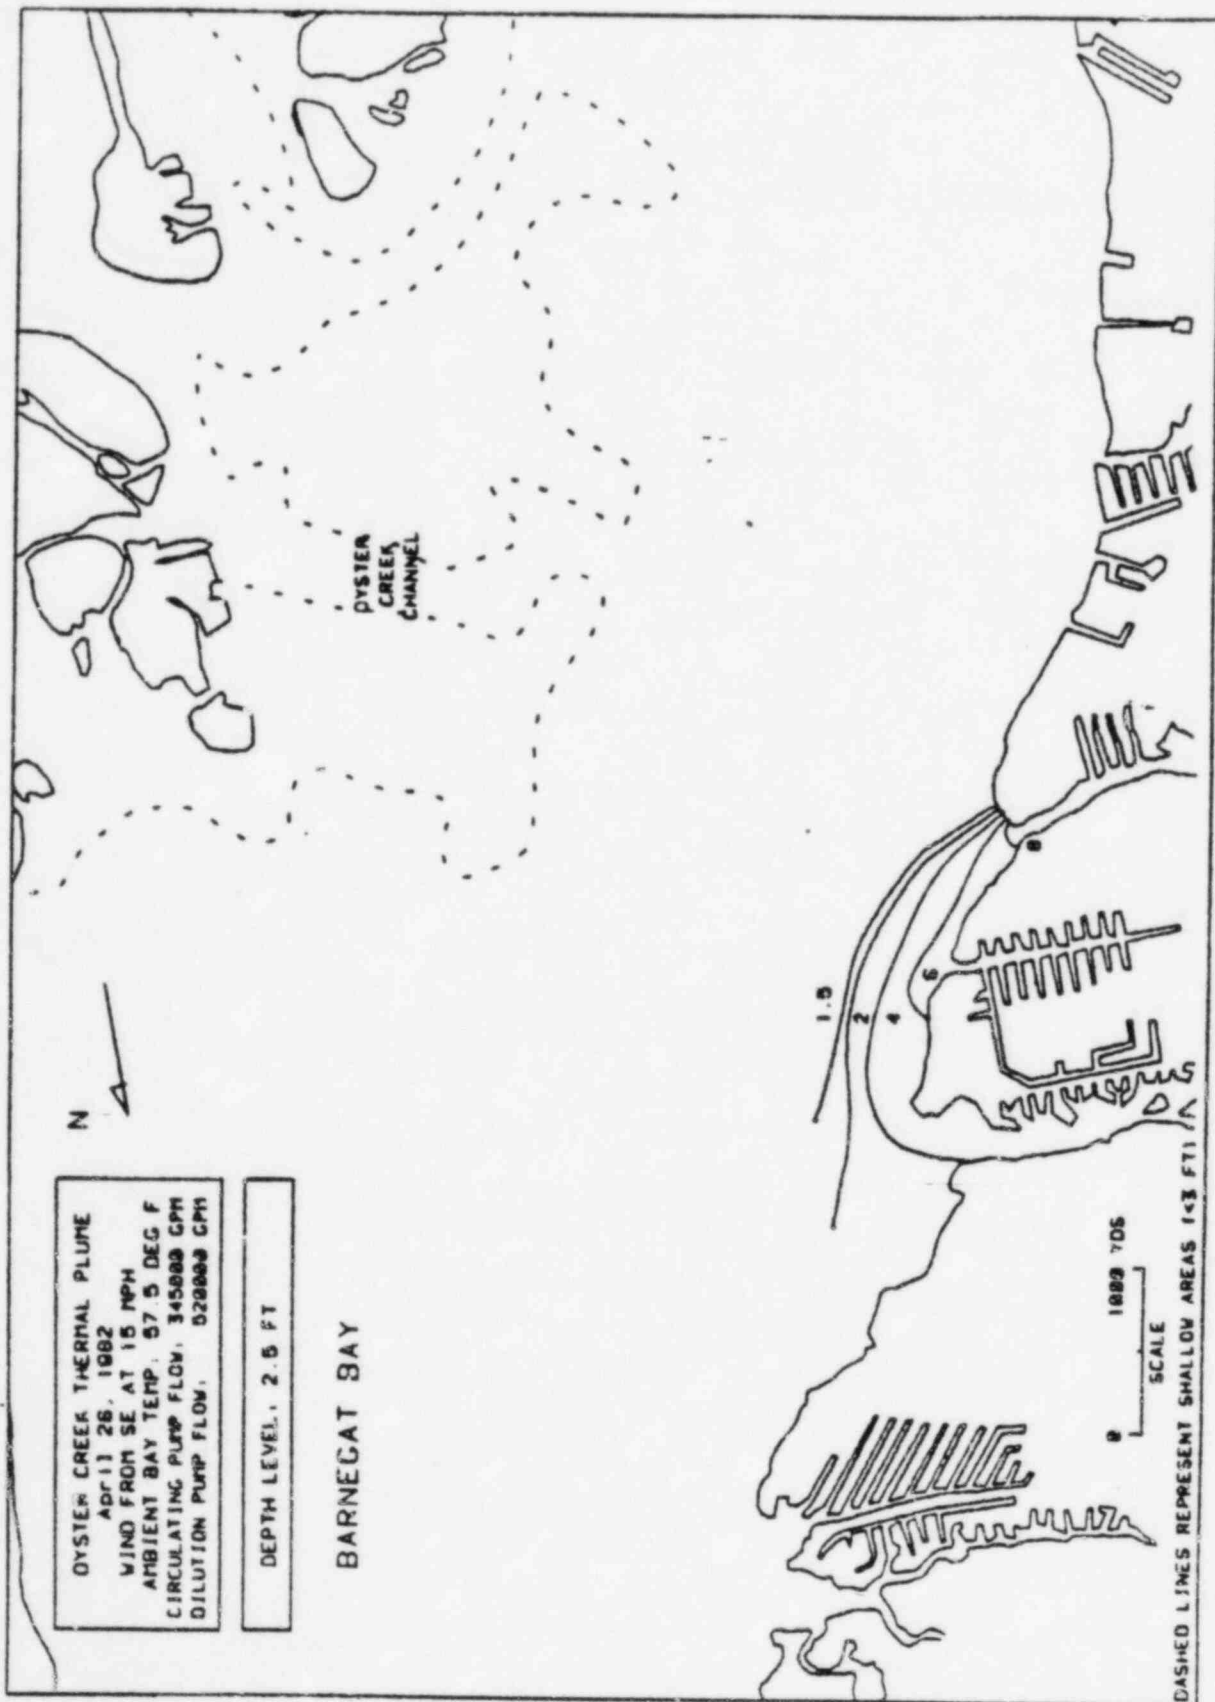 OYSTER CREEK THERMAL PLUME
April 26, 1982
WIND FROM SE AT 15 MPH
AMBIENT BAY TEMP. 57.5 DEG F
CIRCULATING PUMP FLOW: 345000 GPM
DILUTION PUMP FLOW: 520000 GPM
DEPTH LEVEL: 2.5 FT
BARNEGAT BAY
N
OYSTER
CREEK
CHANNEL
1.5
2
4
6
8
0 1000 YDS
SCALE
DASHED LINES REPRESENT SHALLOW AREAS (<3 FT)